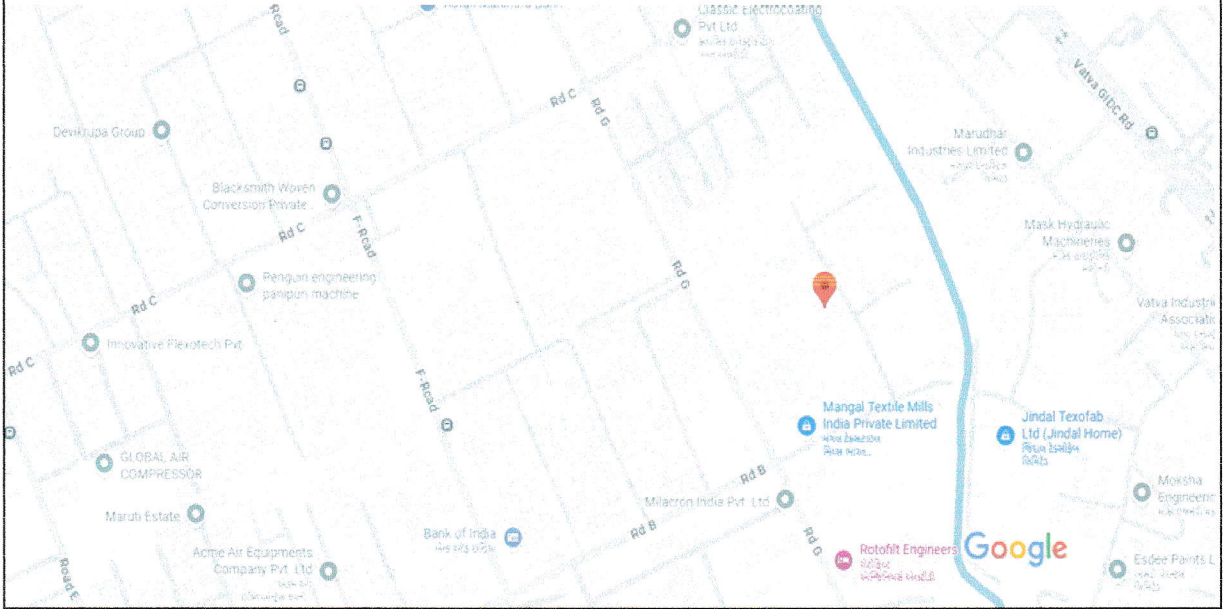 Classic Electrocoating
Pvt Ltd
Road
Vatva GIDC Rd
Rd C
Rd G
Devikrupa Group
Marudhar
Industries Limited
Blacksmith Woven
Conversion Private..
F-Road
Rd C
Mask Hydraulic
Machineries
Penguin engineering
panipuri machine
Rd G
Rd C
Vatva Industri
Associati
Innovative Flexotech Pvt
Rd C
F-Road
Mangal Textile Mills
India Private Limited
Jindal Texofab
Ltd (Jindal Home)
જિંદાલ ટેક્ષોફેબ
લિમિટેડ
GLOBAL AIR
COMPRESSOR
Rd B
Milacron India Pvt. Ltd
Moksha
Engineerin
Maruti Estate
Bank of India
બેંક ઓફ ઇન્ડિયા
Rd B
Rd G
Acme Air Equipments
Company Pvt. Ltd
Rotofilt Engineers
Google
Esdee Paints L
Road E